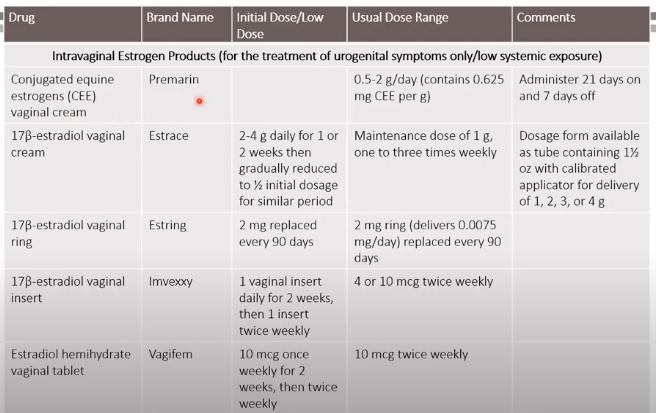 Drug Brand Name Initial Dose/Low Dose Usual Dose Range Comments
Intravaginal Estrogen Products (for the treatment of urogenital symptoms only/low systemic exposure)
Conjugated equine
estrogens (CEE)
vaginal cream
Premarin
0.5-2 g/day (contains 0.625
mg CEE per g)
Administer 21 days on
and 7 days off
17β-estradiol vaginal
cream
Estrace
2-4 g daily for 1 or
2 weeks then
gradually reduced
to ½ initial dosage
for similar period
Maintenance dose of 1 g,
one to three times weekly
Dosage form available
as tube containing 1½
oz with calibrated
applicator for delivery
of 1, 2, 3, or 4 g
17β-estradiol vaginal
ring
Estring
2 mg replaced
every 90 days
2 mg ring (delivers 0.0075
mg/day) replaced every 90
days
17β-estradiol vaginal
insert
Imvexxy
1 vaginal insert
daily for 2 weeks,
then 1 insert
twice weekly
4 or 10 mcg twice weekly
Estradiol hemihydrate
vaginal tablet
Vagifem
10 mcg once
weekly for 2
weeks, then twice
weekly
10 mcg twice weekly